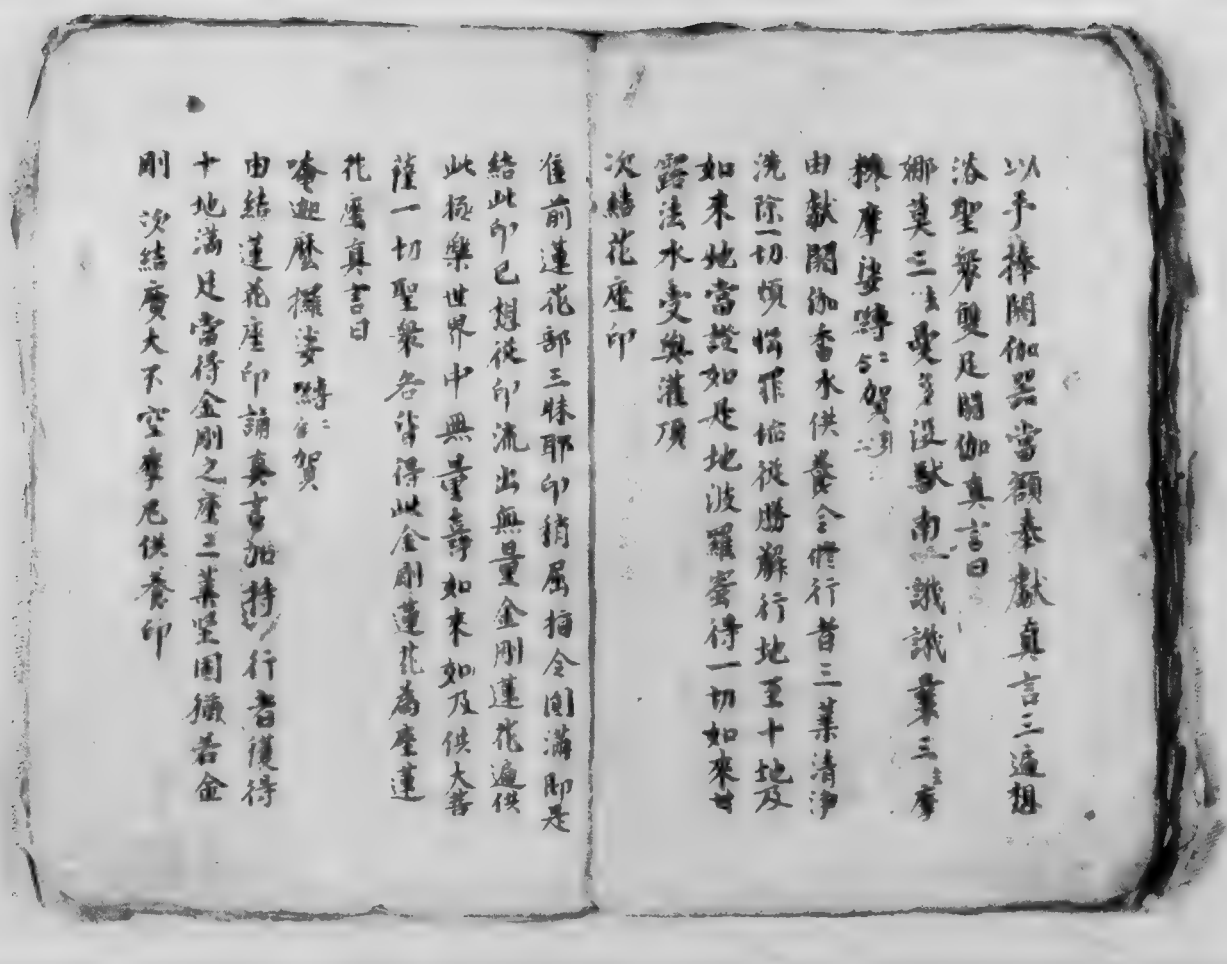 以手捧閼伽器當額奉獻真言三遍想
浴聖衆雙足閼伽真言曰
娜莫三
摩娑
由獻閼伽香水供養令修行者三業清淨
洗除一切煩惱罪垢從勝解行地至十地及
如來地當證如是地波羅蜜得一切如來甘
露法水受與灌頂
次結花座印
准前蓮花部三昧耶印稍屈指令圓滿即是
結此印已想從印流出無量金剛蓮花遍供
此極樂世界中無量壽如來如及供大菩
薩一切聖衆各皆得此金剛蓮花為座蓮
花座真言曰
唵迦麼攞娑嚩二合賀
由結蓮花座印誦真言加持行者獲得
十地滿足當得金剛之座三業堅固猶若金
剛 次結廣大不空摩尼供養印